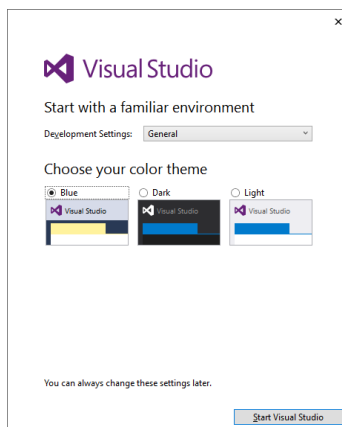 Visual Studio
Start with a familiar environment
Development Settings: General
Choose your color theme
Blue Dark Light
Visual Studio Visual Studio Visual Studio
You can always change these settings later.
Start Visual Studio